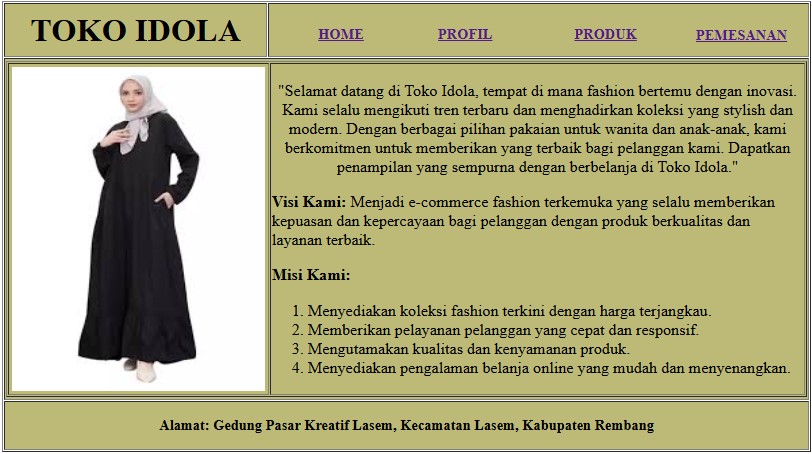 TOKO IDOLA
HOME PROFIL PRODUK PEMESANAN
"Selamat datang di Toko Idola, tempat di mana fashion bertemu dengan inovasi.
Kami selalu mengikuti tren terbaru dan menghadirkan koleksi yang stylish dan
modern. Dengan berbagai pilihan pakaian untuk wanita dan anak-anak, kami
berkomitmen untuk memberikan yang terbaik bagi pelanggan kami. Dapatkan
penampilan yang sempurna dengan berbelanja di Toko Idola."
Visi Kami: Menjadi e-commerce fashion terkemuka yang selalu memberikan
kepuasan dan kepercayaan bagi pelanggan dengan produk berkualitas dan
layanan terbaik.
Misi Kami:
1. Menyediakan koleksi fashion terkini dengan harga terjangkau.
2. Memberikan pelayanan pelanggan yang cepat dan responsif.
3. Mengutamakan kualitas dan kenyamanan produk.
4. Menyediakan pengalaman belanja online yang mudah dan menyenangkan.
Alamat: Gedung Pasar Kreatif Lasem, Kecamatan Lasem, Kabupaten Rembang